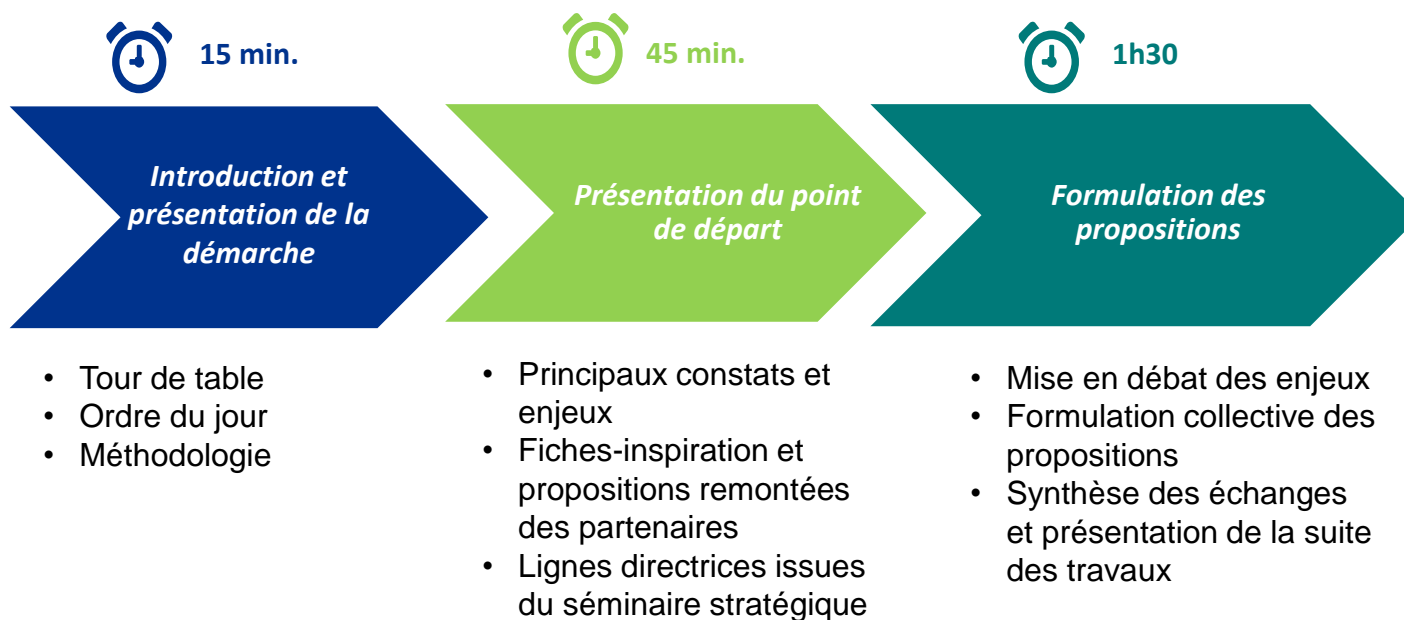 15 min.
45 min.
1h30
Introduction et
présentation de la
démarche
Présentation du point
de départ
Formulation des
propositions
• Tour de table
• Ordre du jour
• Méthodologie
• Principaux constats et
enjeux
• Fiches-inspiration et
propositions remontées
des partenaires
• Lignes directrices issues
du séminaire stratégique
• Mise en débat des enjeux
• Formulation collective des
propositions
• Synthèse des échanges
et présentation de la suite
des travaux